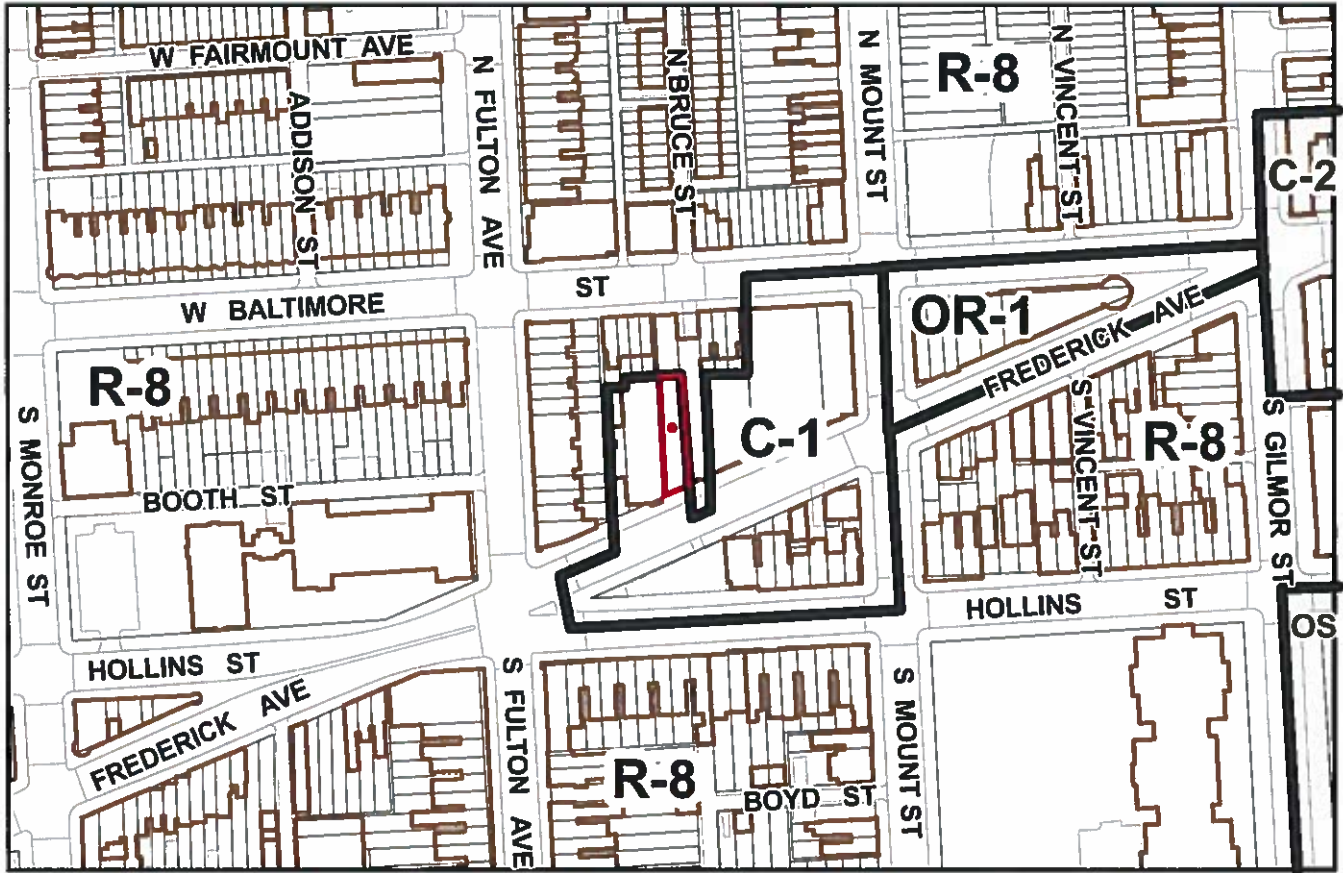 W FAIRMOUNT AVE
N FULTON AVE
N BRUCE ST
N MOUNT ST
R-8
N VINCENT ST
ADDISON ST
C-2
W BALTIMORE ST
OR-1
FREDERICK AVE
R-8
S MONROE ST
C-1
S VINCENT ST
R-8
S GILMOR ST
BOOTH ST
HOLLINS ST
OS
HOLLINS ST
FREDERICK AVE
S FULTON AVE
R-8
BOYD ST
S MOUNT ST